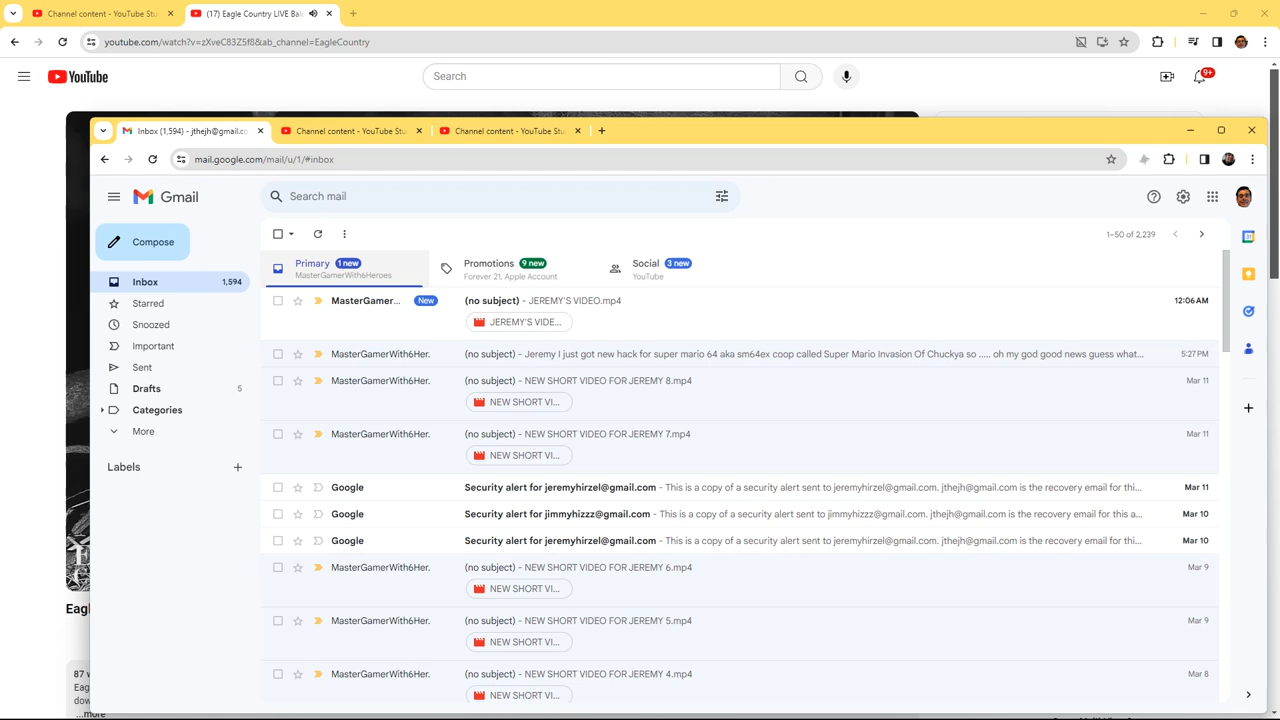 Channel content - YouTube Stu
(17) Eagle Country LIVE Bal
youtube.com/watch?v=zXveC83Z5f8&ab_channel=EagleCountry
YouTube
Search
9+
Inbox (1,594) - jthejh@gmail.co
Channel content - YouTube Stu
Channel content - YouTube Stu
mail.google.com/mail/u/1/#inbox
Gmail
Search mail
Compose
1–50 of 2,239
Inbox 1,594
Starred
Snoozed
Important
Sent
Drafts 5
Categories
More
Labels
Primary 1 new
MasterGamerWith6Heroes
Promotions 9 new
Forever 21, Apple Account
Social 3 new
YouTube
MasterGamer... New (no subject) - JEREMY'S VIDEO.mp4 12:06 AM
JEREMY'S VIDE...
MasterGamerWith6Her. (no subject) - Jeremy I just got new hack for super mario 64 aka sm64ex coop called Super Mario Invasion Of Chuckya so ..... oh my god good news guess what... 5:27 PM
MasterGamerWith6Her. (no subject) - NEW SHORT VIDEO FOR JEREMY 8.mp4 Mar 11
NEW SHORT VI...
MasterGamerWith6Her. (no subject) - NEW SHORT VIDEO FOR JEREMY 7.mp4 Mar 11
NEW SHORT VI...
Google Security alert for jeremyhirzel@gmail.com - This is a copy of a security alert sent to jeremyhirzel@gmail.com. jthejh@gmail.com is the recovery email for thi... Mar 11
Google Security alert for jimmyhizzz@gmail.com - This is a copy of a security alert sent to jimmyhizzz@gmail.com. jthejh@gmail.com is the recovery email for this a... Mar 10
Google Security alert for jeremyhirzel@gmail.com - This is a copy of a security alert sent to jeremyhirzel@gmail.com. jthejh@gmail.com is the recovery email for thi... Mar 10
MasterGamerWith6Her. (no subject) - NEW SHORT VIDEO FOR JEREMY 6.mp4 Mar 9
NEW SHORT VI...
MasterGamerWith6Her. (no subject) - NEW SHORT VIDEO FOR JEREMY 5.mp4 Mar 9
NEW SHORT VI...
MasterGamerWith6Her. (no subject) - NEW SHORT VIDEO FOR JEREMY 4.mp4 Mar 8
NEW SHORT VI...
Eagl
87 w
Eag
dow
...more